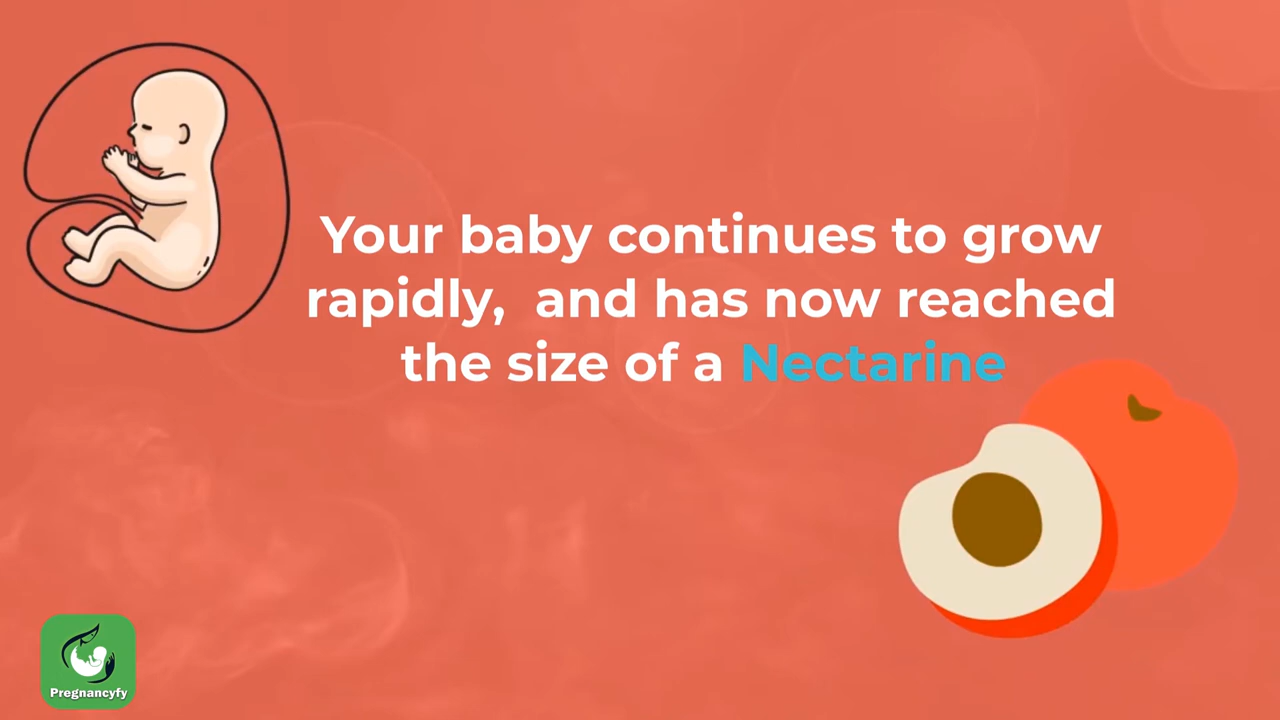 Your baby continues to grow
rapidly,  and has now reached
the size of a Nectarine
Pregnancyfy